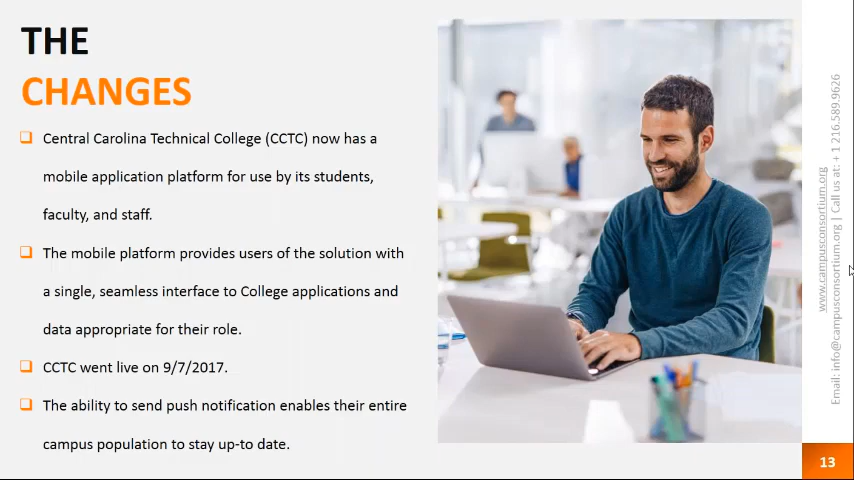 THE
CHANGES
Central Carolina Technical College (CCTC) now has a
mobile application platform for use by its students,
faculty, and staff.
The mobile platform provides users of the solution with
a single, seamless interface to College applications and
data appropriate for their role.
CCTC went live on 9/7/2017.
The ability to send push notification enables their entire
campus population to stay up-to date.
www.campusconsortium.org
Email: info@campusconsortium.org | Call us at: + 1 216.589.9626
13